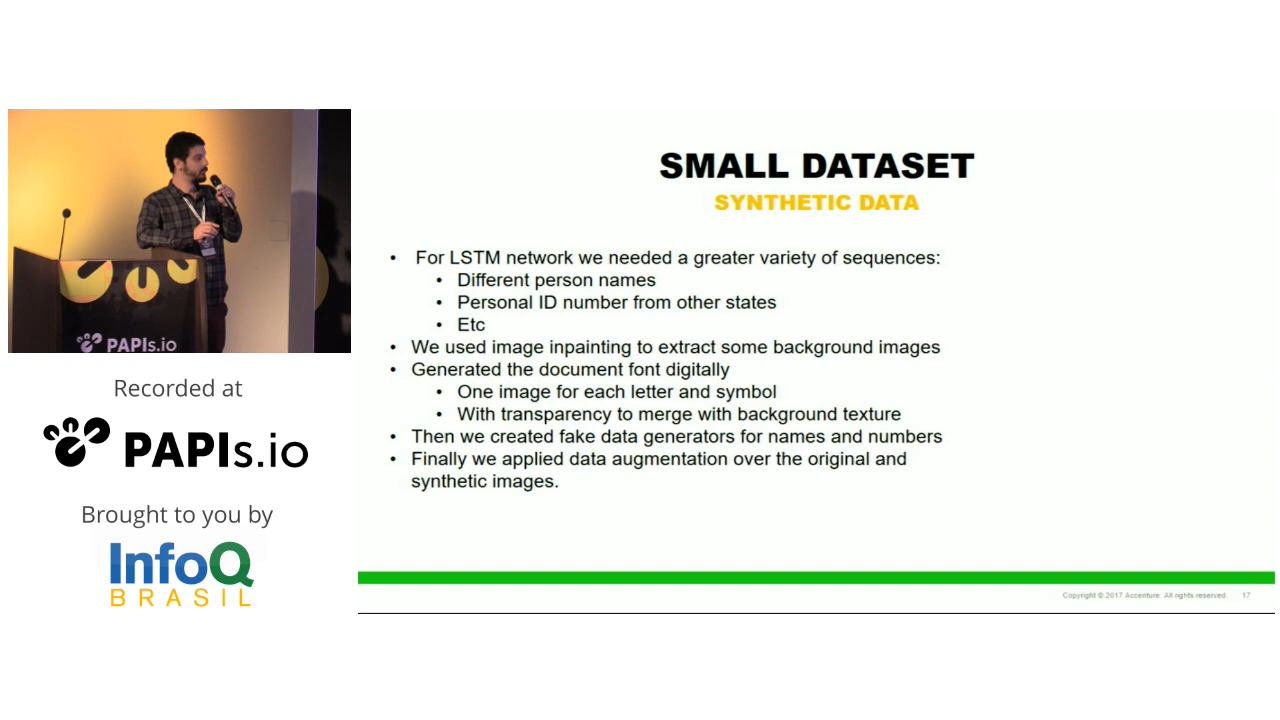 PAPIs.io
Recorded at
PAPIs.io
Brought to you by
InfoQ
BRASIL
SMALL DATASET
SYNTHETIC DATA
• For LSTM network we needed a greater variety of sequences:
• Different person names
• Personal ID number from other states
• Etc
• We used image inpainting to extract some background images
• Generated the document font digitally
• One image for each letter and symbol
• With transparency to merge with background texture
• Then we created fake data generators for names and numbers
• Finally we applied data augmentation over the original and
synthetic images.
Copyright © 2017 Accenture. All rights reserved. 17